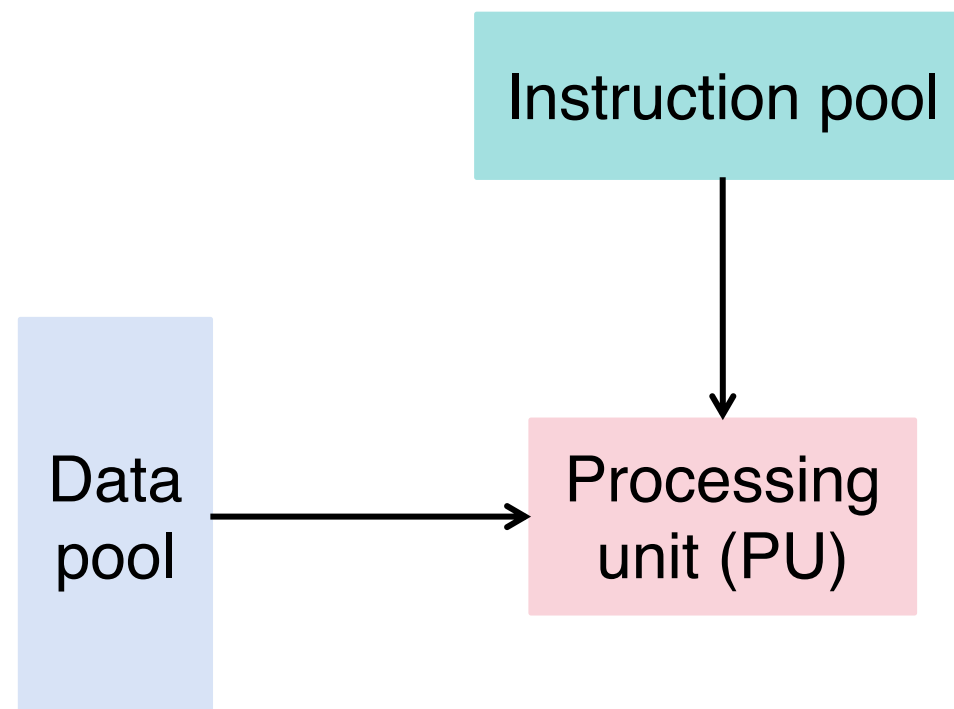 Instruction pool
Data
pool
Processing
unit (PU)